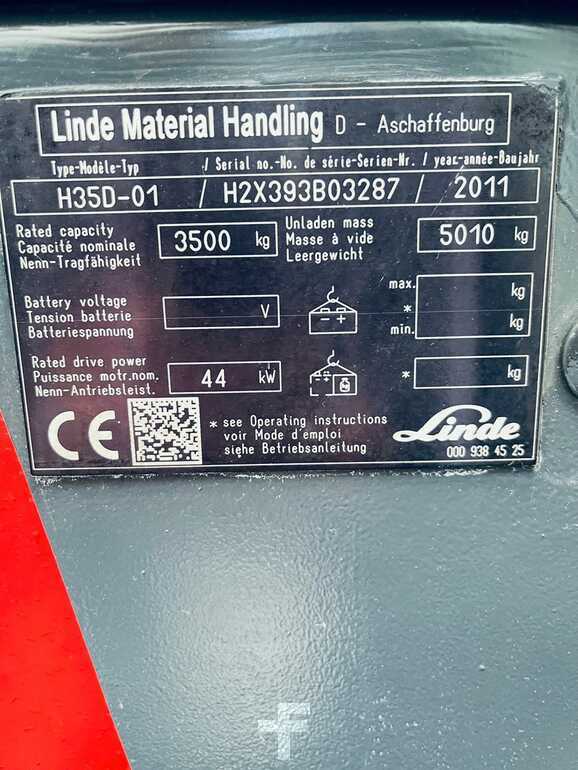 Linde Material Handling D - Aschaffenburg
Type-Modèle-Typ / Serial no.-No. de série-Serien-Nr. / year-année-Baujahr
H35D-01 / H2X393B03287 / 2011
Rated capacity
Capacité nominale
Nenn-Tragfähigkeit
3500 kg
Unladen mass
Masse à vide
Leergewicht
5010 kg
Battery voltage
Tension batterie
Batteriespannung
V
- +
max. kg
*
min. kg
Rated drive power
Puissance motr.nom.
Nenn-Antriebsleist.
44 kW
- +
kg
* kg
CE
* see Operating instructions
voir Mode d'emploi
siehe Betriebsanleitung
Linde
000 938 45 25